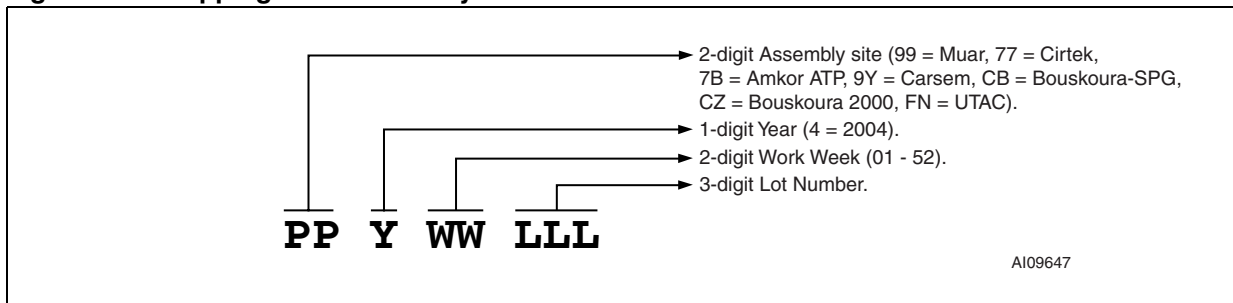 2-digit Assembly site (99 = Muar, 77 = Cirtek,
7B = Amkor ATP, 9Y = Carsem, CB = Bouskoura-SPG,
CZ = Bouskoura 2000, FN = UTAC).
1-digit Year (4 = 2004).
2-digit Work Week (01 - 52).
3-digit Lot Number.
PP Y WW LLL
AI09647